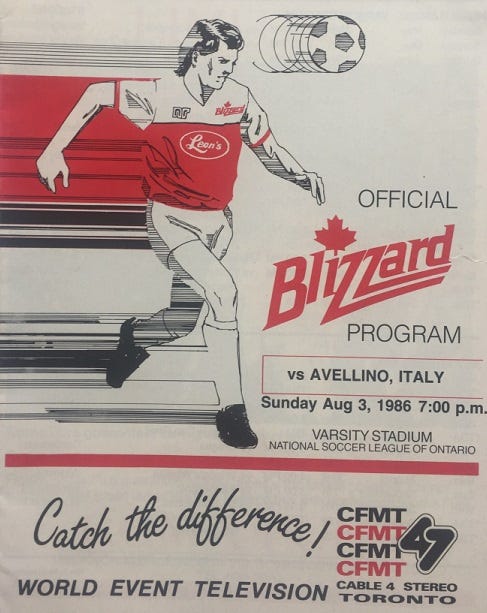 Blizzard
Leon's
OFFICIAL
Blizzard
PROGRAM
vs AVELLINO, ITALY
Sunday Aug 3, 1986 7:00 p.m.
VARSITY STADIUM
NATIONAL SOCCER LEAGUE OF ONTARIO
Catch the difference!
WORLD EVENT TELEVISION
CFMT
CFMT
CFMT
CFMT
47
CABLE 4 STEREO
TORONTO